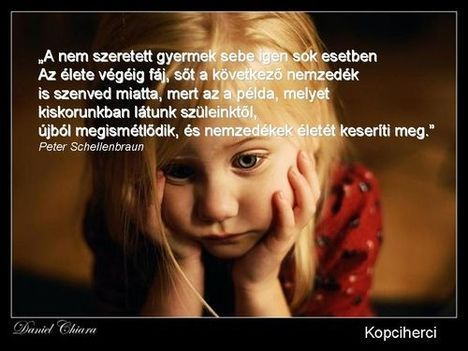 „A nem szeretett gyermek sebe igen sok esetben
Az élete végéig fáj, sőt a következő nemzedék
is szenved miatta, mert az a példa, melyet
kiskorunkban látunk szüleinktől,
újból megismétlődik, és nemzedékek életét keseríti meg.”
Peter Schellenbraun
Daniel Chiara
Kopciherci